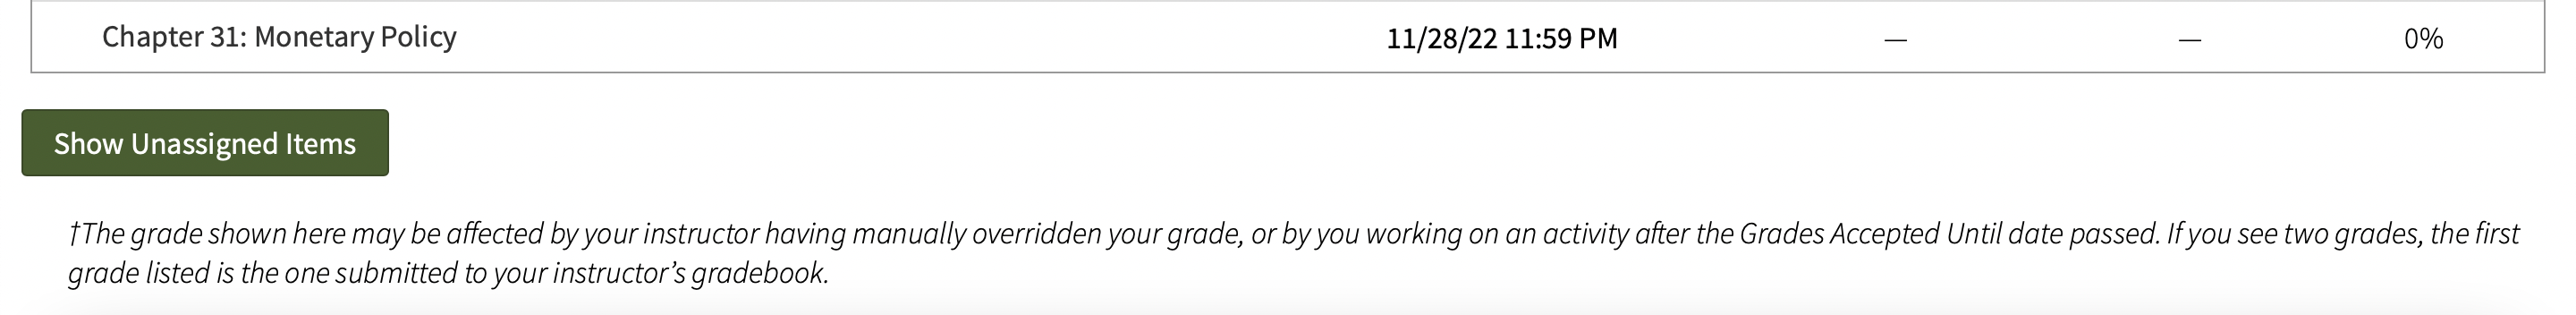 Chapter 31: Monetary Policy 11/28/22 11:59 PM — — 0%
Show Unassigned Items
†The grade shown here may be affected by your instructor having manually overridden your grade, or by you working on an activity after the Grades Accepted Until date passed. If you see two grades, the first
grade listed is the one submitted to your instructor’s gradebook.